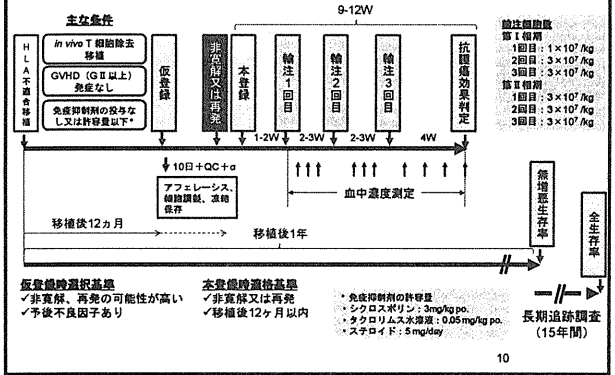 主な条件
HLA不適合移植
in vivo T 細胞除去
移植
GVHD (GⅡ以上)
発症なし
免疫抑制剤の投与な
し又は許容量以下*
仮登録
非寛解又は再発
本登録
9-12W
輸注1回目
輸注2回目
輸注3回目
抗腫瘍効果判定
輸注細胞数
第Ⅰ相期
1回目：1×10⁷/kg
2回目：3×10⁷/kg
3回目：3×10⁷/kg
第Ⅱ相期
1回目：3×10⁷/kg
2回目：3×10⁷/kg
3回目：3×10⁷/kg
1-2W
2-3W
2-3W
4W
10日+QC+α
アフェレーシス、
細胞調製、凍結
保存
血中濃度測定
移植後12ヵ月
移植後1年
無増悪生存率
全生存率
仮登録時選択基準
✓非寛解、再発の可能性が高い
✓予後不良因子あり
本登録時適格基準
✓非寛解又は再発
✓移植後12ヶ月以内
* 免疫抑制剤の許容量
・シクロスポリン：3mg/kg po.
・タクロリムス水溶液：0.05 mg/kg po.
・ステロイド：5 mg/day
長期追跡調査
(15年間)
10